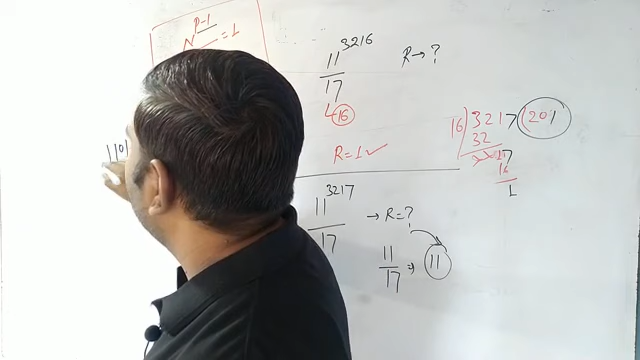 P-1
N = 1
3216
11
17
R → ?
16
R = 1 ✓
16) 3217 (201
32
17
16
1
3217
11
17
→ R = ?
11
17
⇒ 11
1101